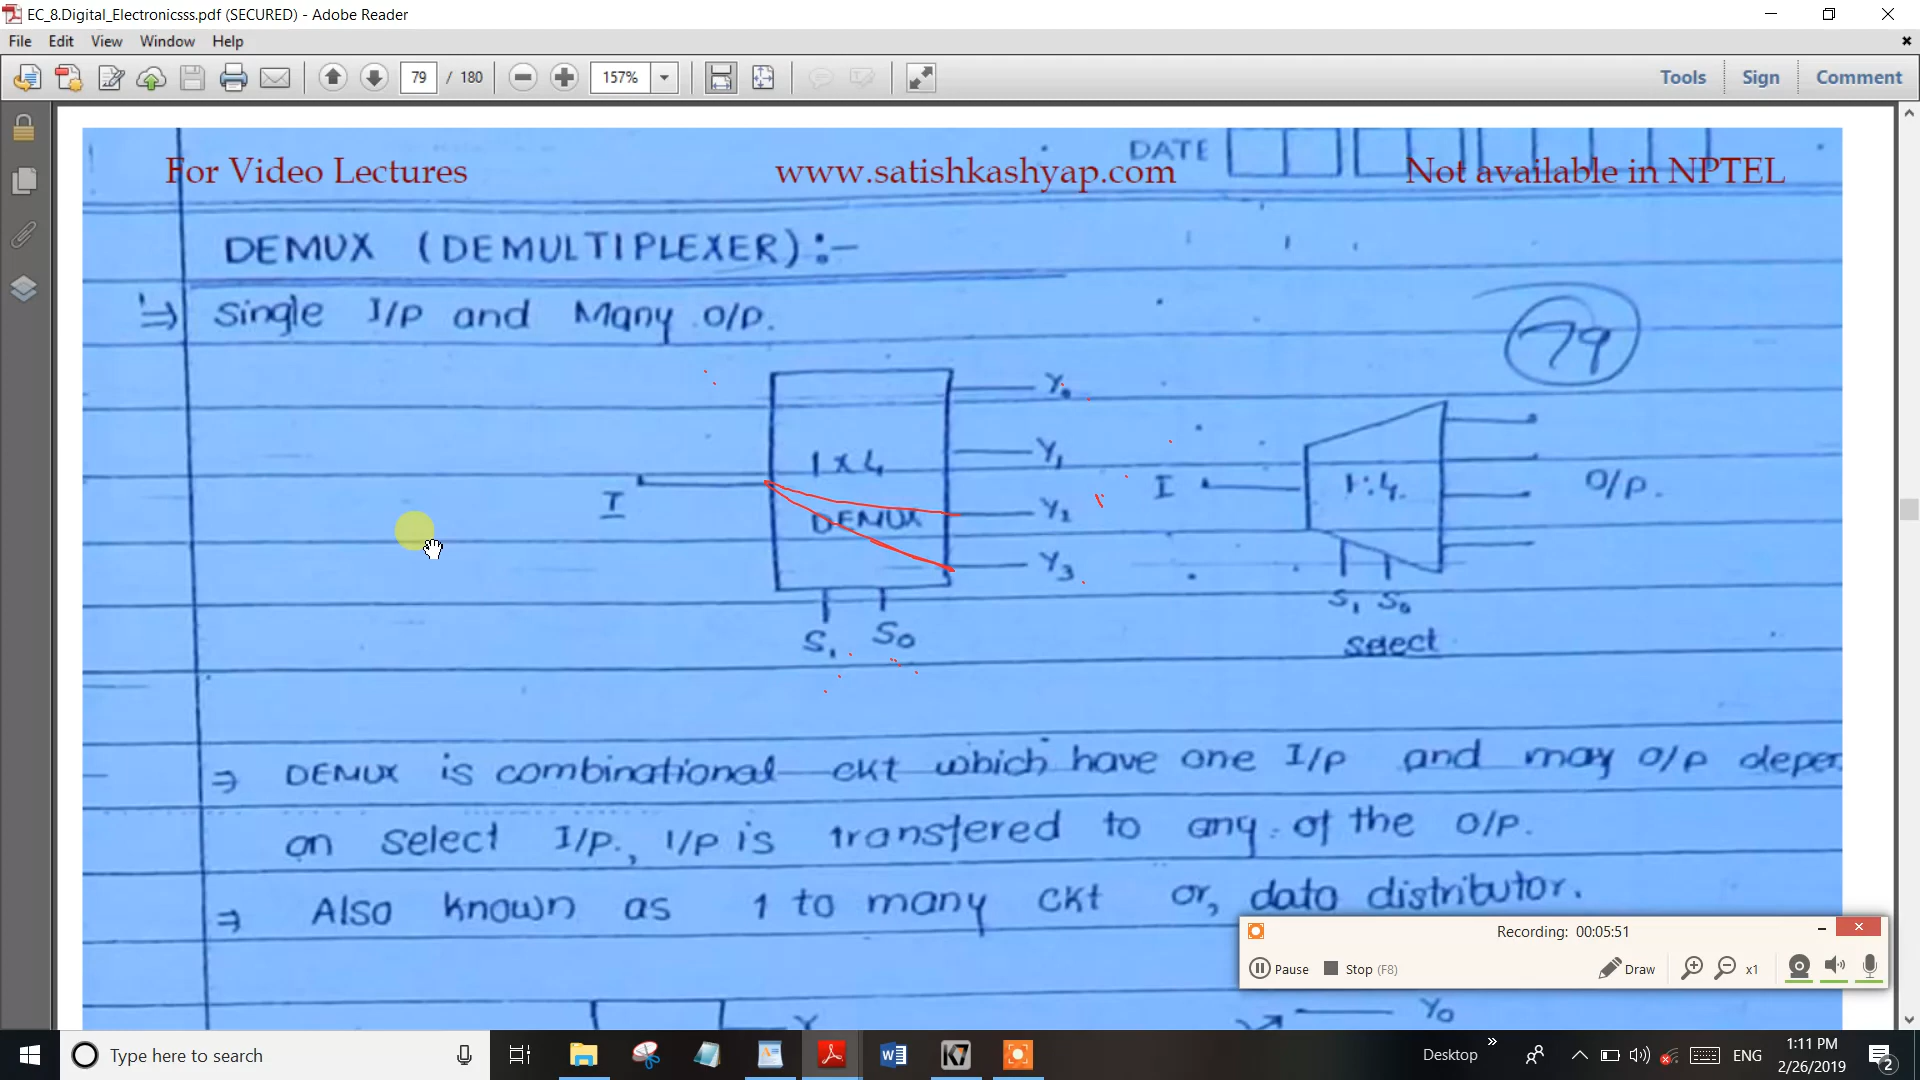 EC_8.Digital_Electronicsss.pdf (SECURED) - Adobe Reader
File Edit View Window Help
79 / 180 157% Tools Sign Comment
DATE
For Video Lectures www.satishkashyap.com Not available in NPTEL
DEMUX (DEMULTIPLEXER):-
⇒ Single I/p and Many O/p.
79
Y0
1x4 Y1
I DEMUX Y2
Y3
S1 S0
I 1:4. O/p.
S1 S0
Select
⇒ DEMUX is combinational ckt which have one I/p and may O/p depen
on select I/p., I/p is transfered to any of the O/p.
⇒ Also known as 1 to many ckt or, data distributor.
Recording: 00:05:51
Pause Stop (F8) Draw x1
Y Y0
Type here to search
Desktop ENG 1:11 PM
2/26/2019
2